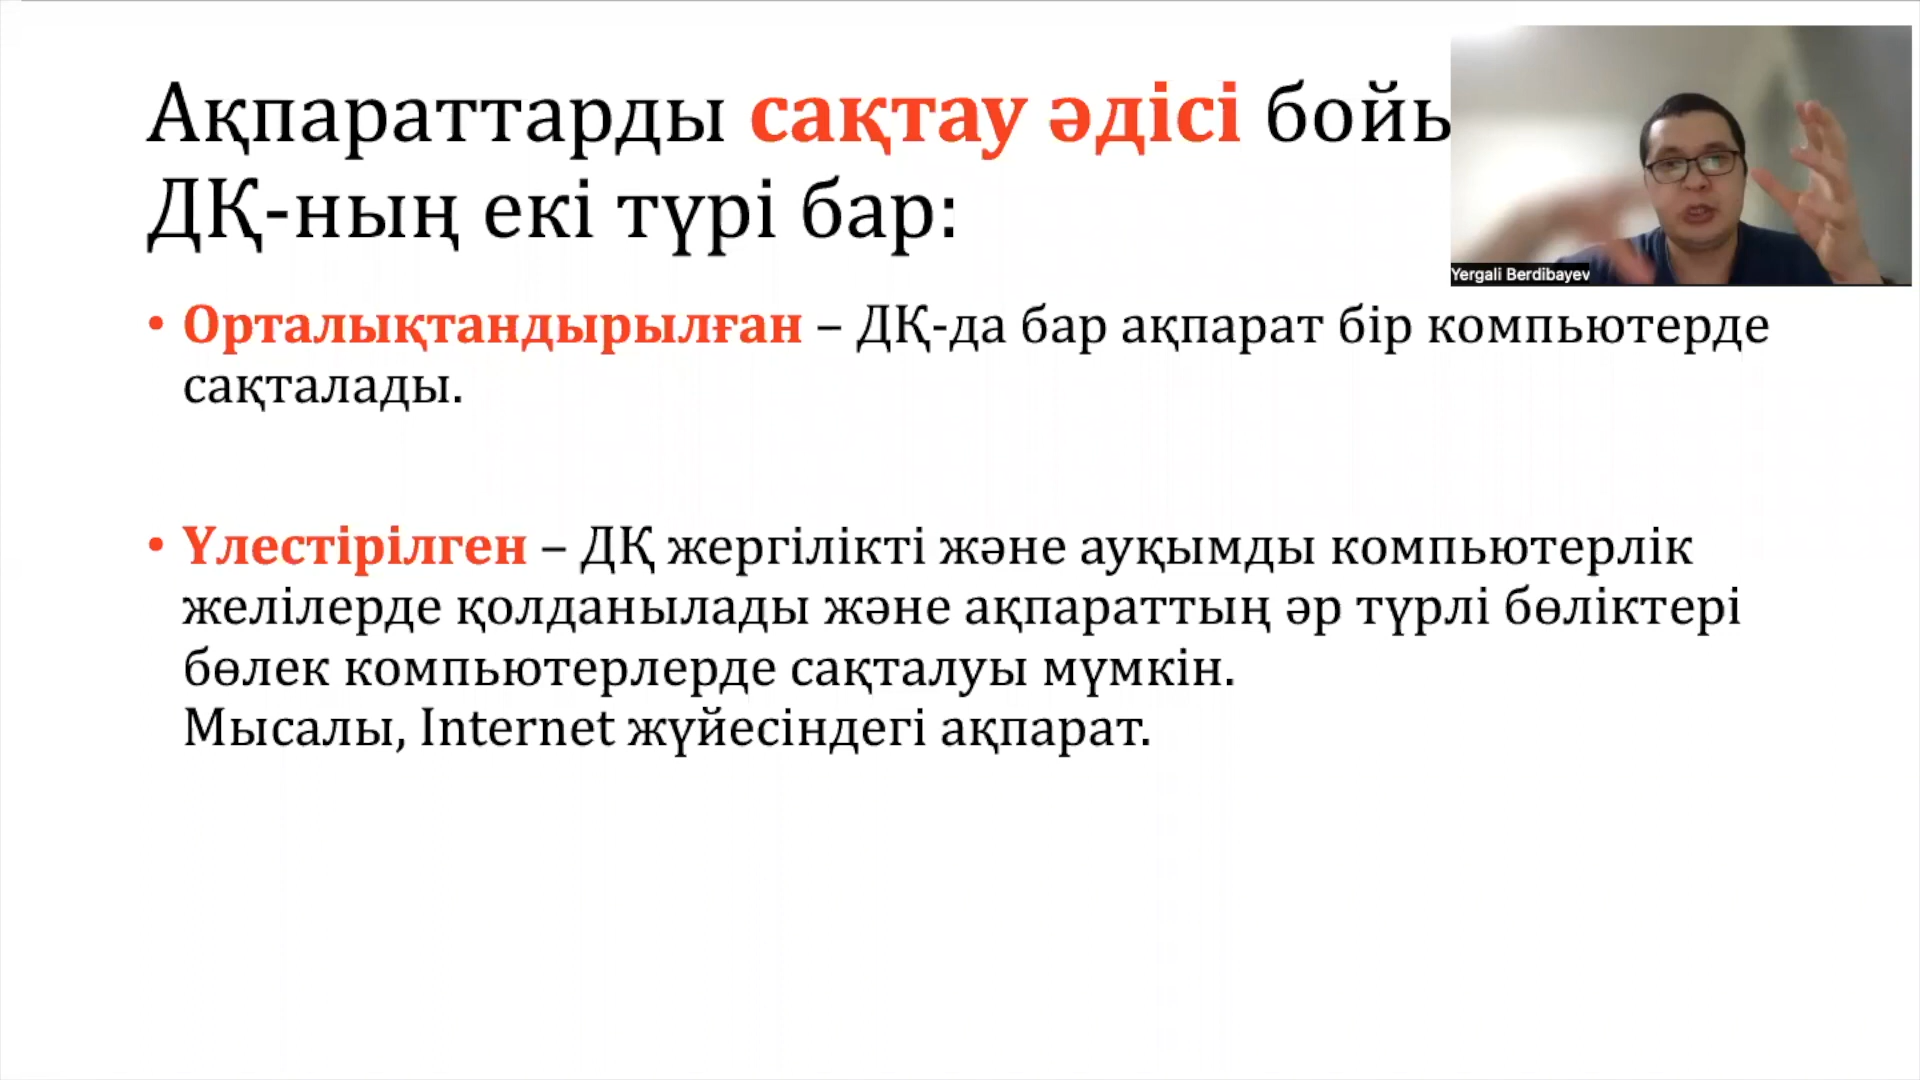 Ақпараттарды сақтау әдісі
ДҚ-ның екі түрі бар:
Yergali Berdibayev
• Орталықтандырылған – ДҚ-да бар ақпарат бір компьютерде
сақталады.
• Үлестірілген – ДҚ жергілікті және ауқымды компьютерлік
желілерде қолданылады және ақпараттың әр түрлі бөліктері
бөлек компьютерлерде сақталуы мүмкін.
Мысалы, Internet жүйесіндегі ақпарат.